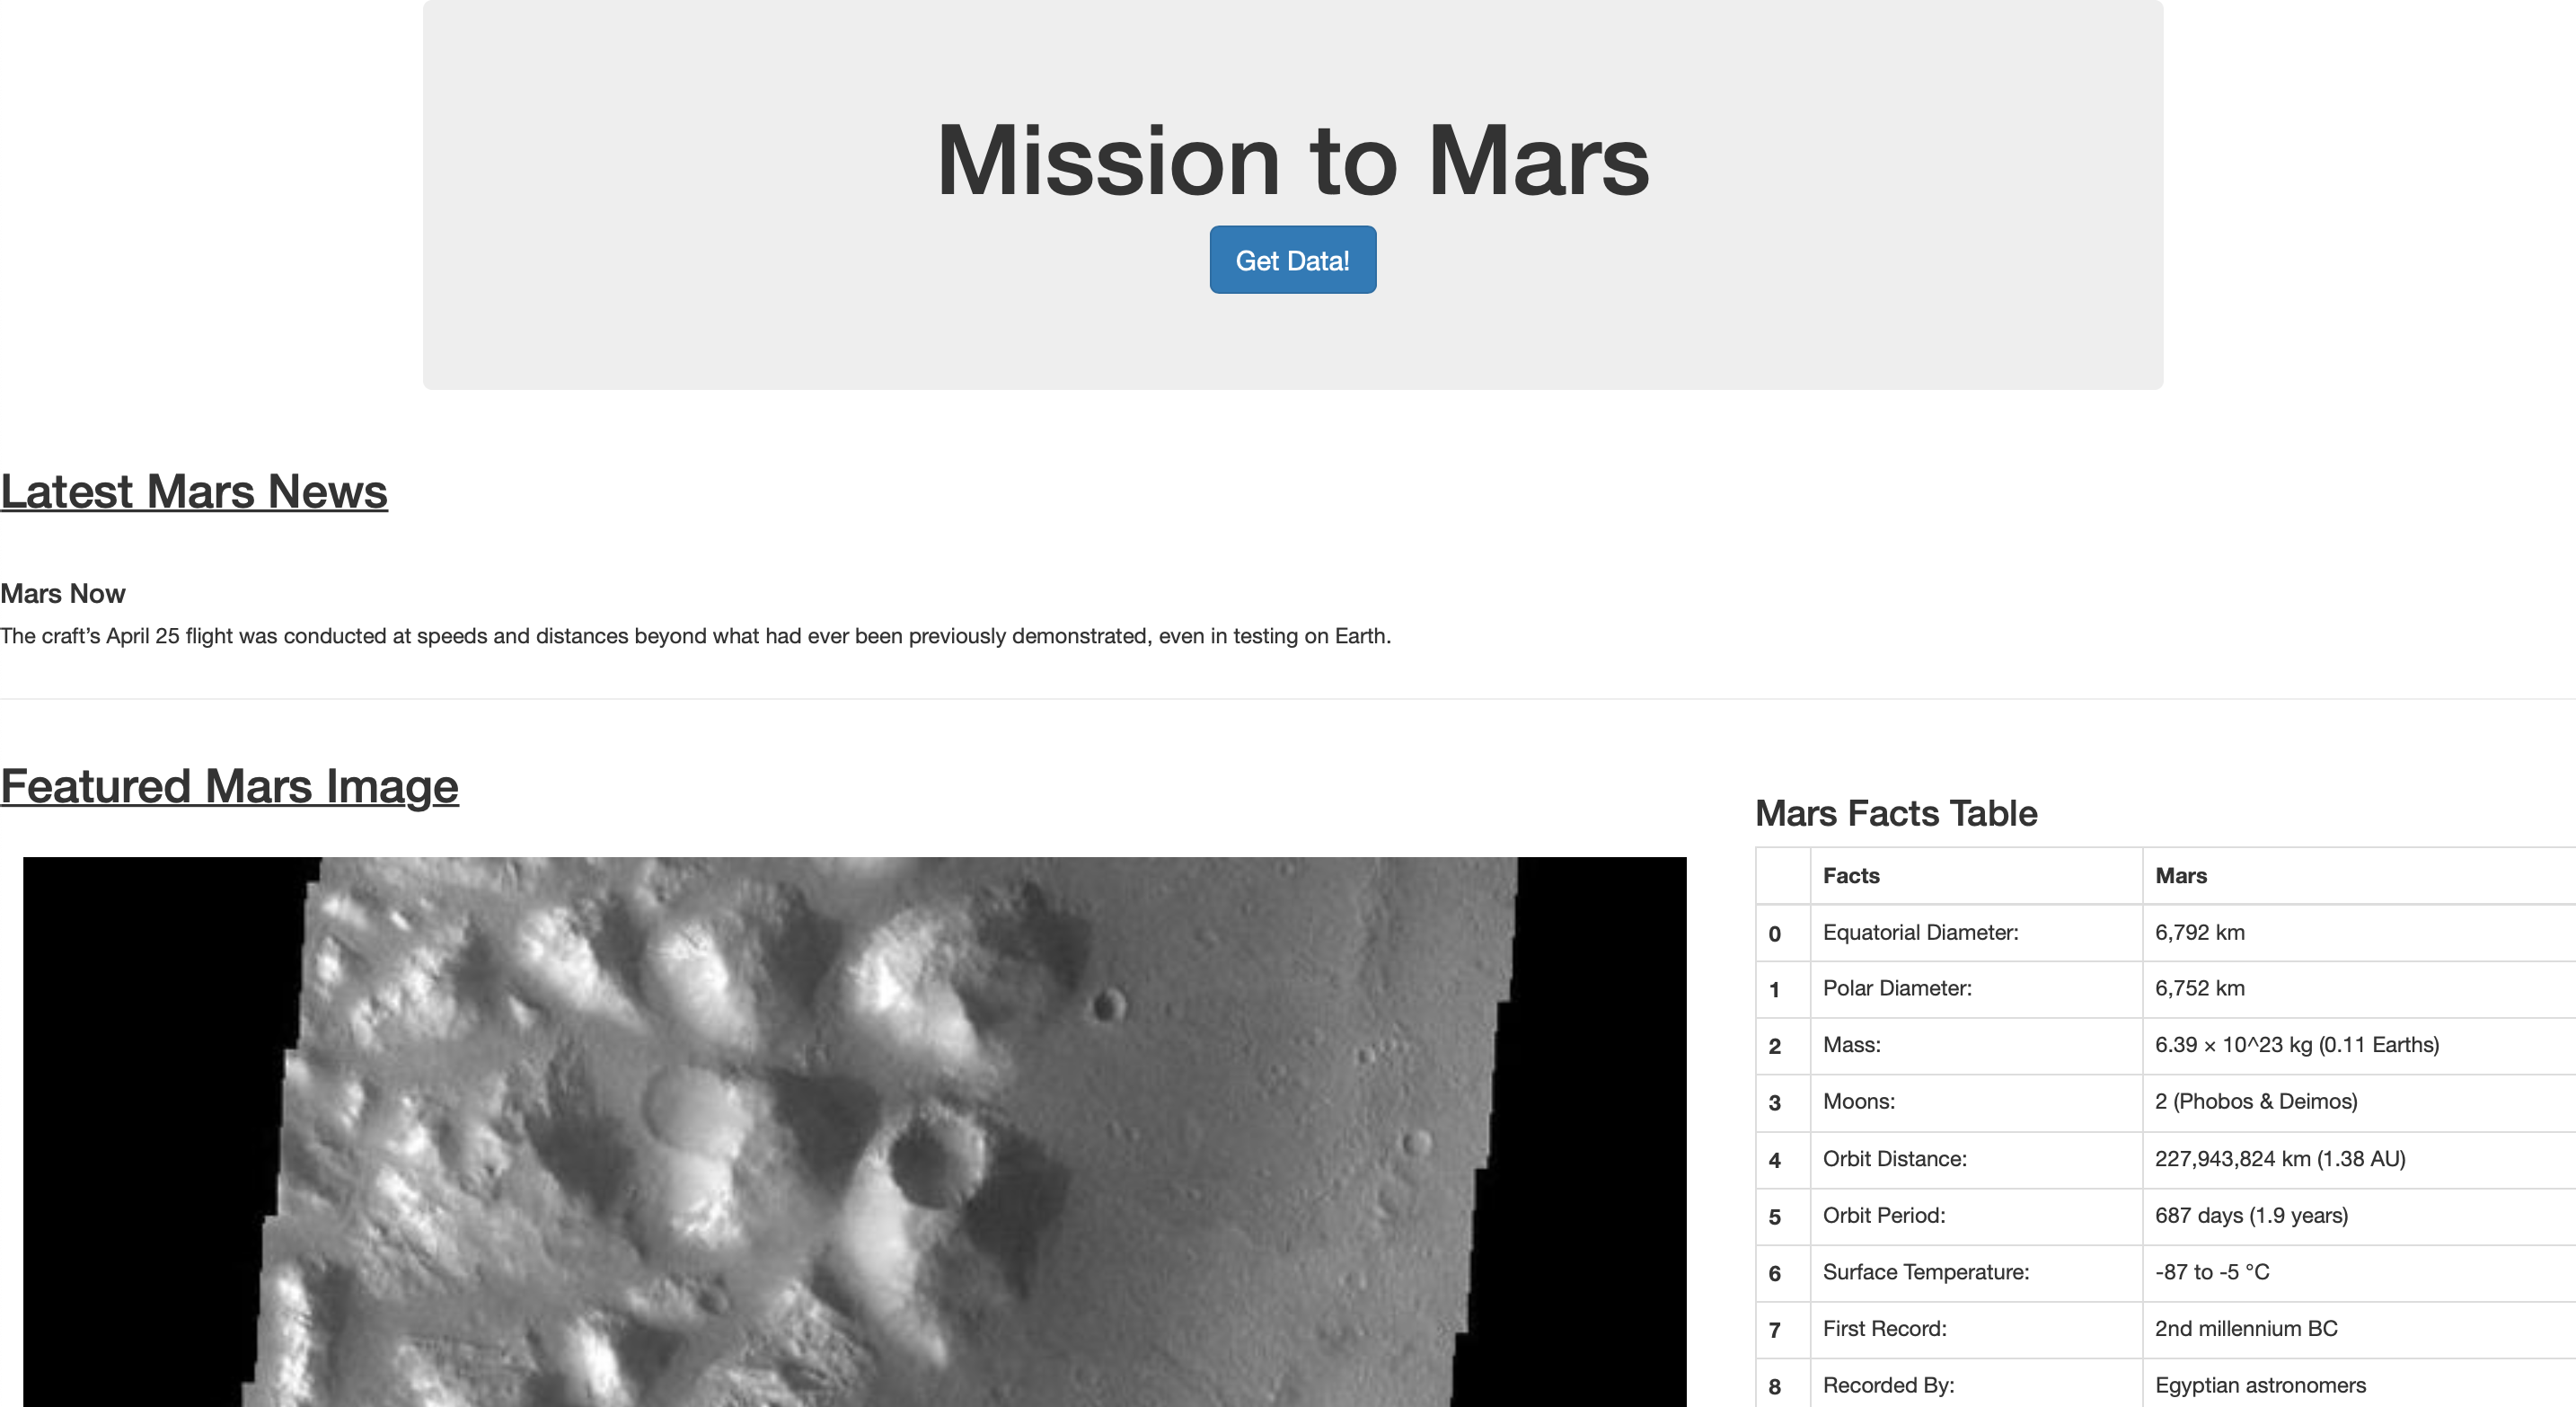 Mission to Mars
Get Data!
Latest Mars News
Mars Now
The craft’s April 25 flight was conducted at speeds and distances beyond what had ever been previously demonstrated, even in testing on Earth.
Featured Mars Image
Mars Facts Table
Facts Mars
0 Equatorial Diameter: 6,792 km
1 Polar Diameter: 6,752 km
2 Mass: 6.39 × 10^23 kg (0.11 Earths)
3 Moons: 2 (Phobos & Deimos)
4 Orbit Distance: 227,943,824 km (1.38 AU)
5 Orbit Period: 687 days (1.9 years)
6 Surface Temperature: -87 to -5 °C
7 First Record: 2nd millennium BC
8 Recorded By: Egyptian astronomers